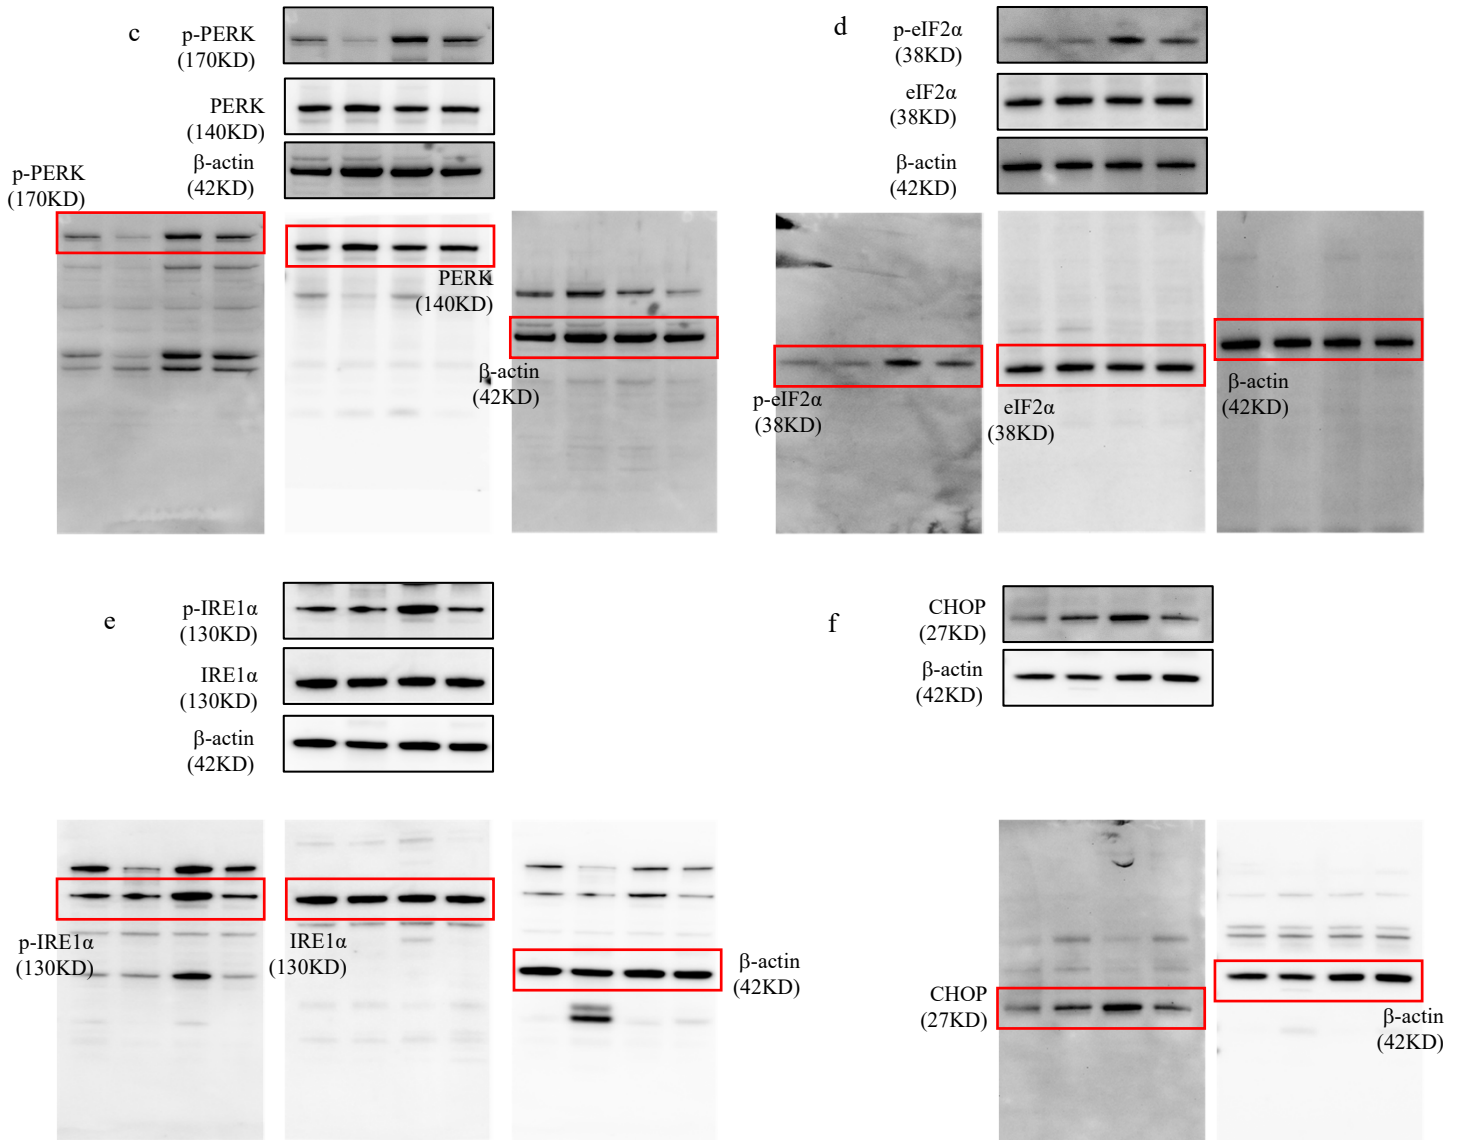 c
p-PERK
(170KD)
PERK
(140KD)
β-actin
(42KD)
p-PERK
(170KD)
PERK
(140KD)
β-actin
(42KD)
d
p-eIF2α
(38KD)
eIF2α
(38KD)
β-actin
(42KD)
p-eIF2α
(38KD)
eIF2α
(38KD)
β-actin
(42KD)
e
p-IRE1α
(130KD)
IRE1α
(130KD)
β-actin
(42KD)
p-IRE1α
(130KD)
IRE1α
(130KD)
β-actin
(42KD)
f
CHOP
(27KD)
β-actin
(42KD)
CHOP
(27KD)
β-actin
(42KD)